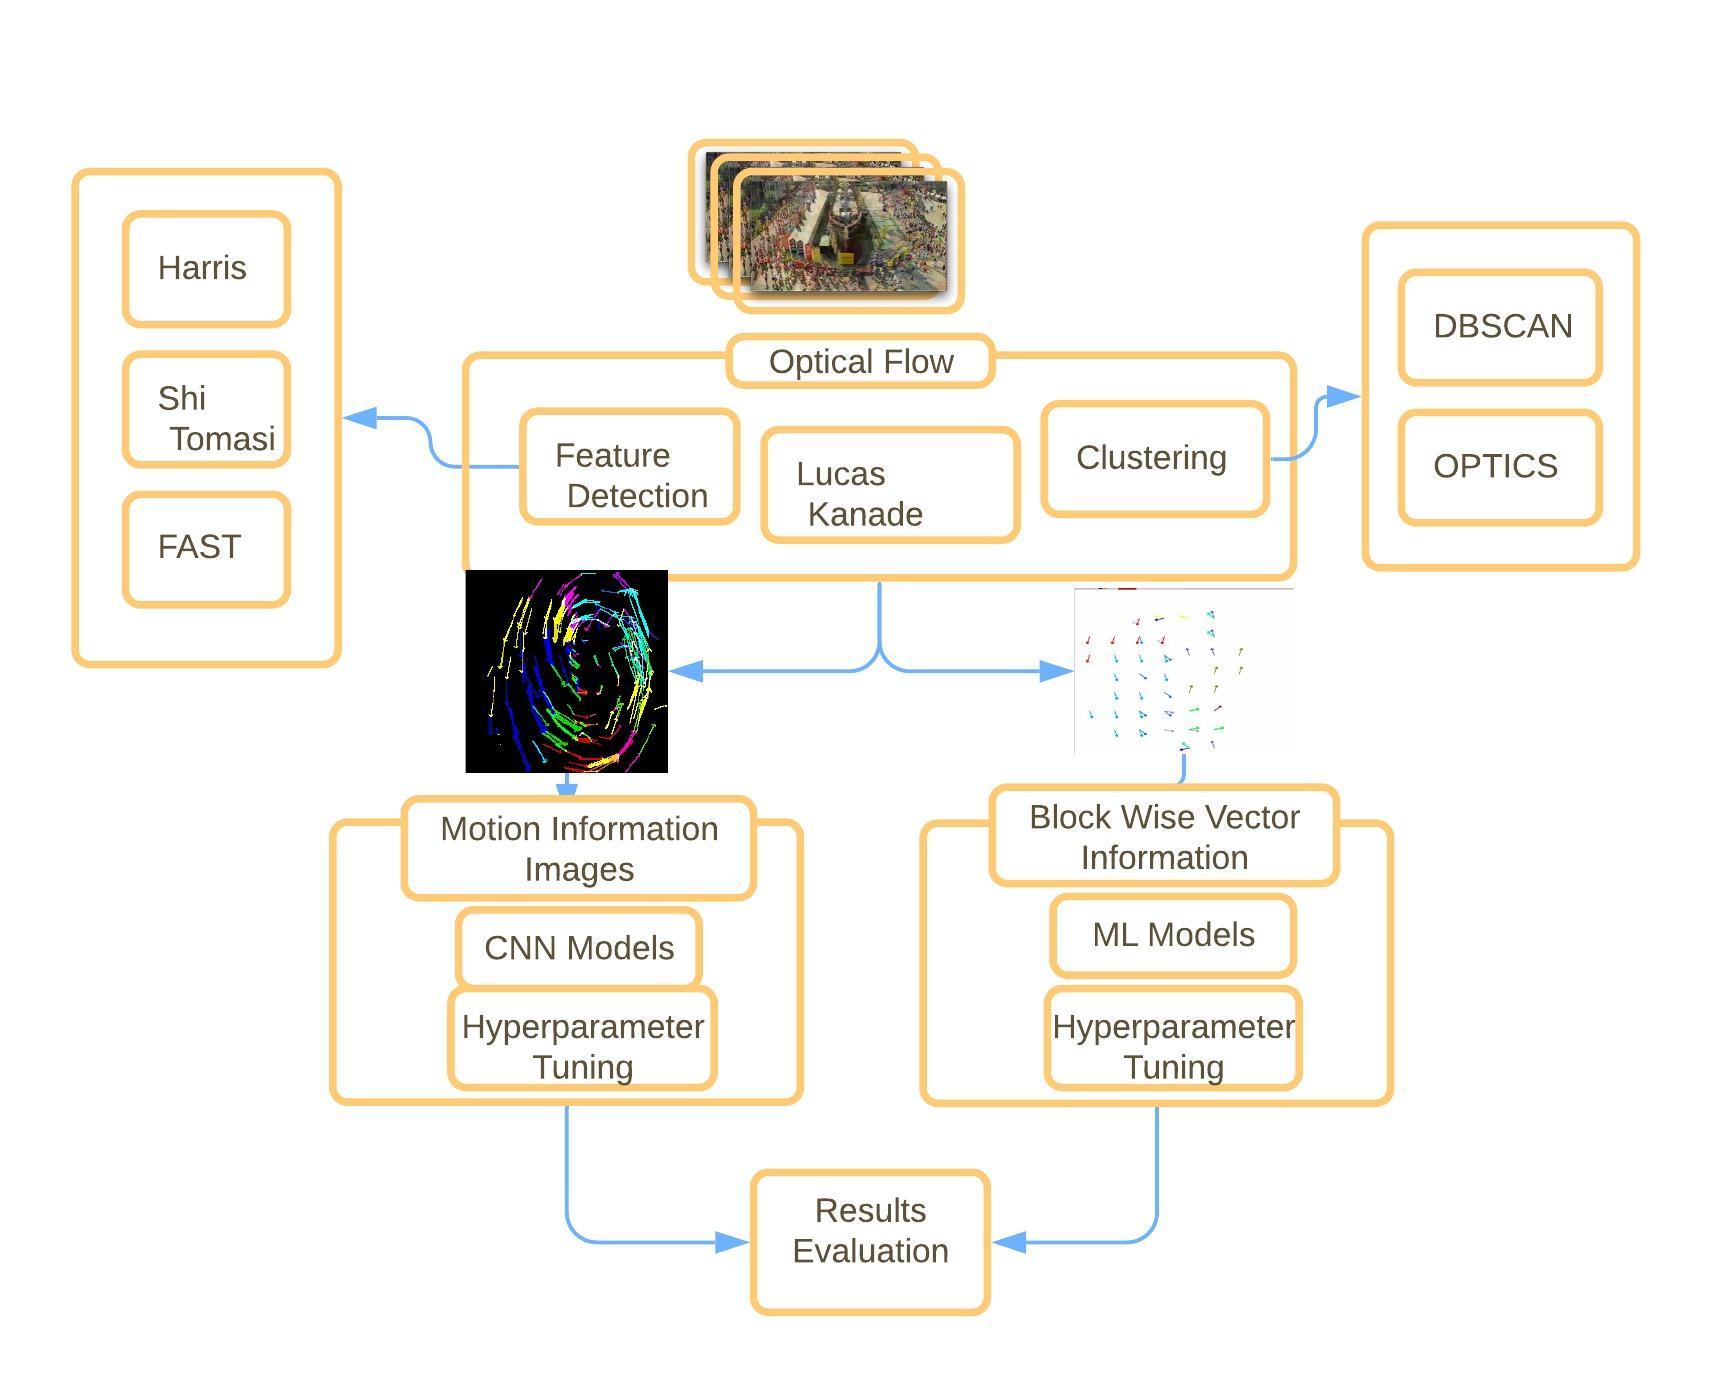 Harris
Shi
Tomasi
FAST
Optical Flow
Feature
Detection
Lucas
Kanade
Clustering
DBSCAN
OPTICS
Motion Information
Images
CNN Models
Hyperparameter
Tuning
Block Wise Vector
Information
ML Models
Hyperparameter
Tuning
Results
Evaluation